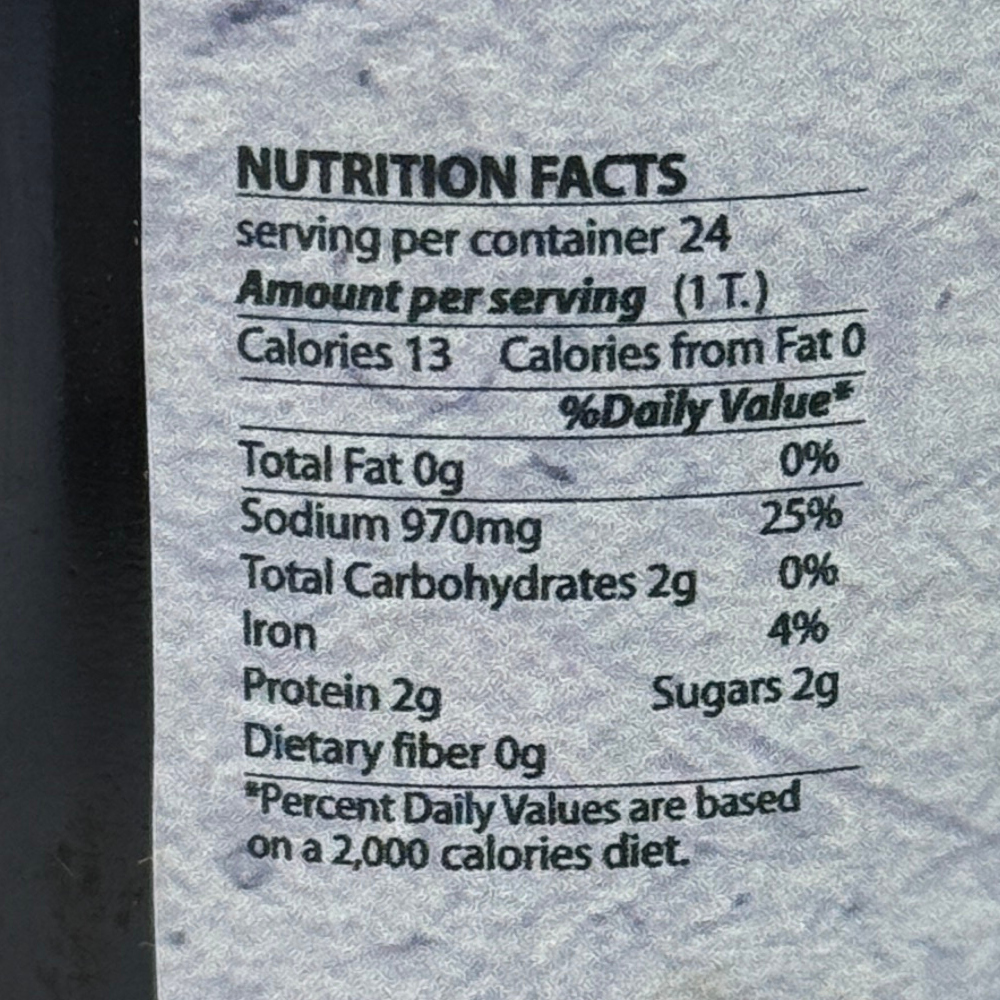 NUTRITION FACTS
serving per container 24
Amount per serving (1 T.)
Calories 13 Calories from Fat 0
%Daily Value*
Total Fat 0g 0%
Sodium 970mg 25%
Total Carbohydrates 2g 0%
Iron 4%
Protein 2g Sugars 2g
Dietary fiber 0g
*Percent Daily Values are based
on a 2,000 calories diet.